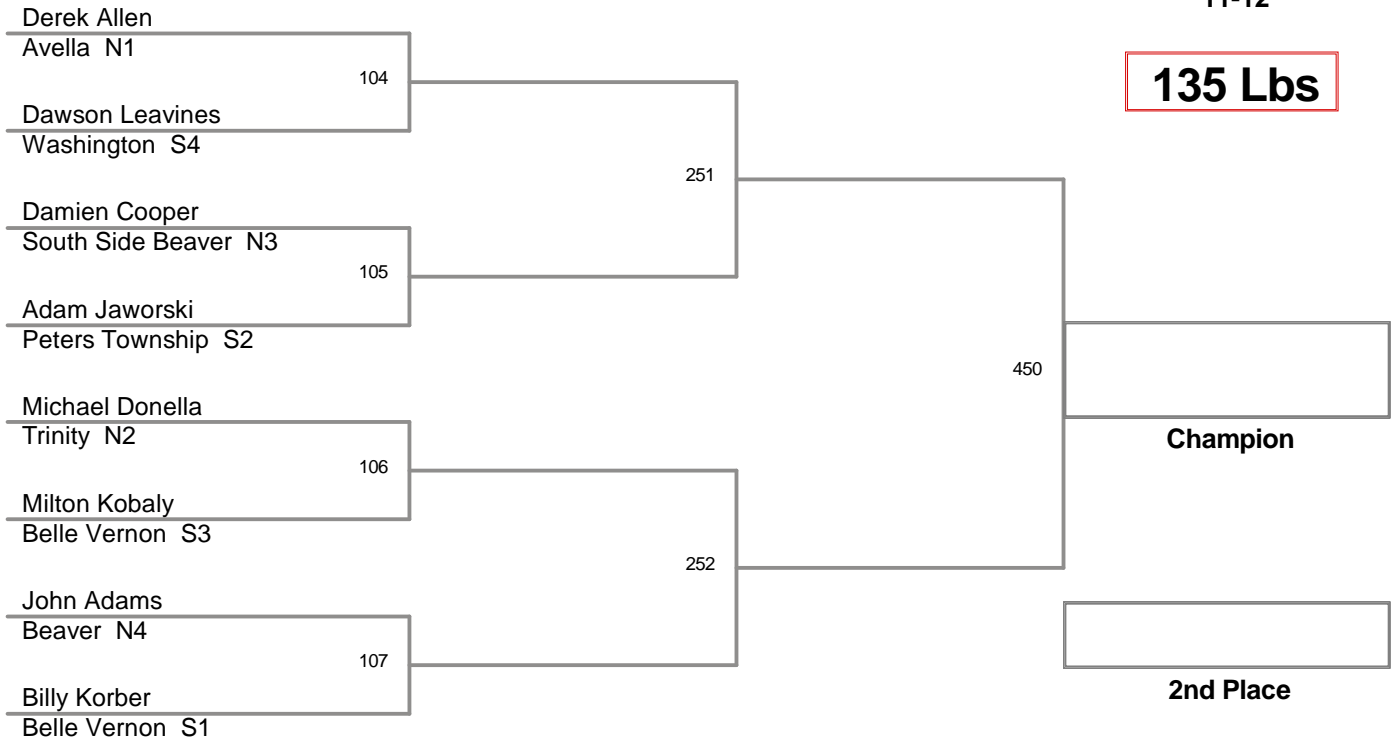 11-12
135 Lbs
Derek Allen
Avella N1
104
Dawson Leavines
Washington S4
251
Damien Cooper
South Side Beaver N3
105
Adam Jaworski
Peters Township S2
450
Champion
Michael Donella
Trinity N2
106
Milton Kobaly
Belle Vernon S3
252
John Adams
Beaver N4
107
Billy Korber
Belle Vernon S1
2nd Place